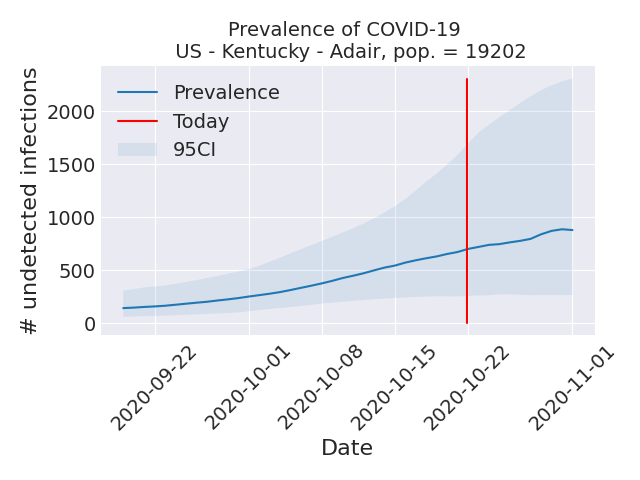 Prevalence of COVID-19
US - Kentucky - Adair, pop. = 19202
Prevalence
Today
95CI
# undetected infections
2000
1500
1000
500
0
2020-09-22
2020-10-01
2020-10-08
2020-10-15
2020-10-22
2020-11-01
Date